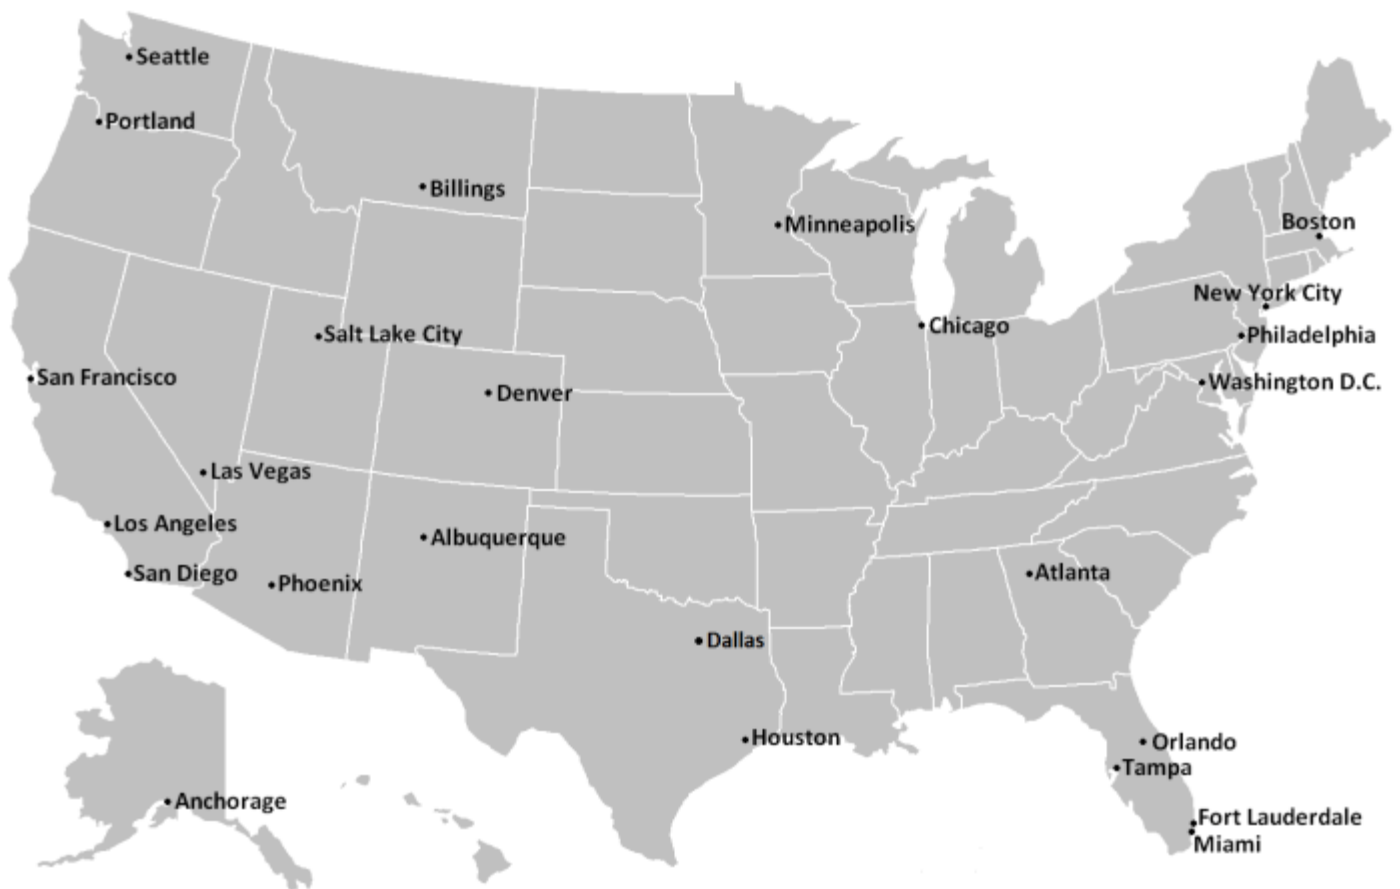 Seattle
Portland
Billings
Minneapolis
Boston
New York City
Chicago
Philadelphia
Salt Lake City
San Francisco
Washington D.C.
Denver
Las Vegas
Los Angeles
Albuquerque
San Diego
Phoenix
Atlanta
Dallas
Houston
Orlando
Tampa
Anchorage
Fort Lauderdale
Miami